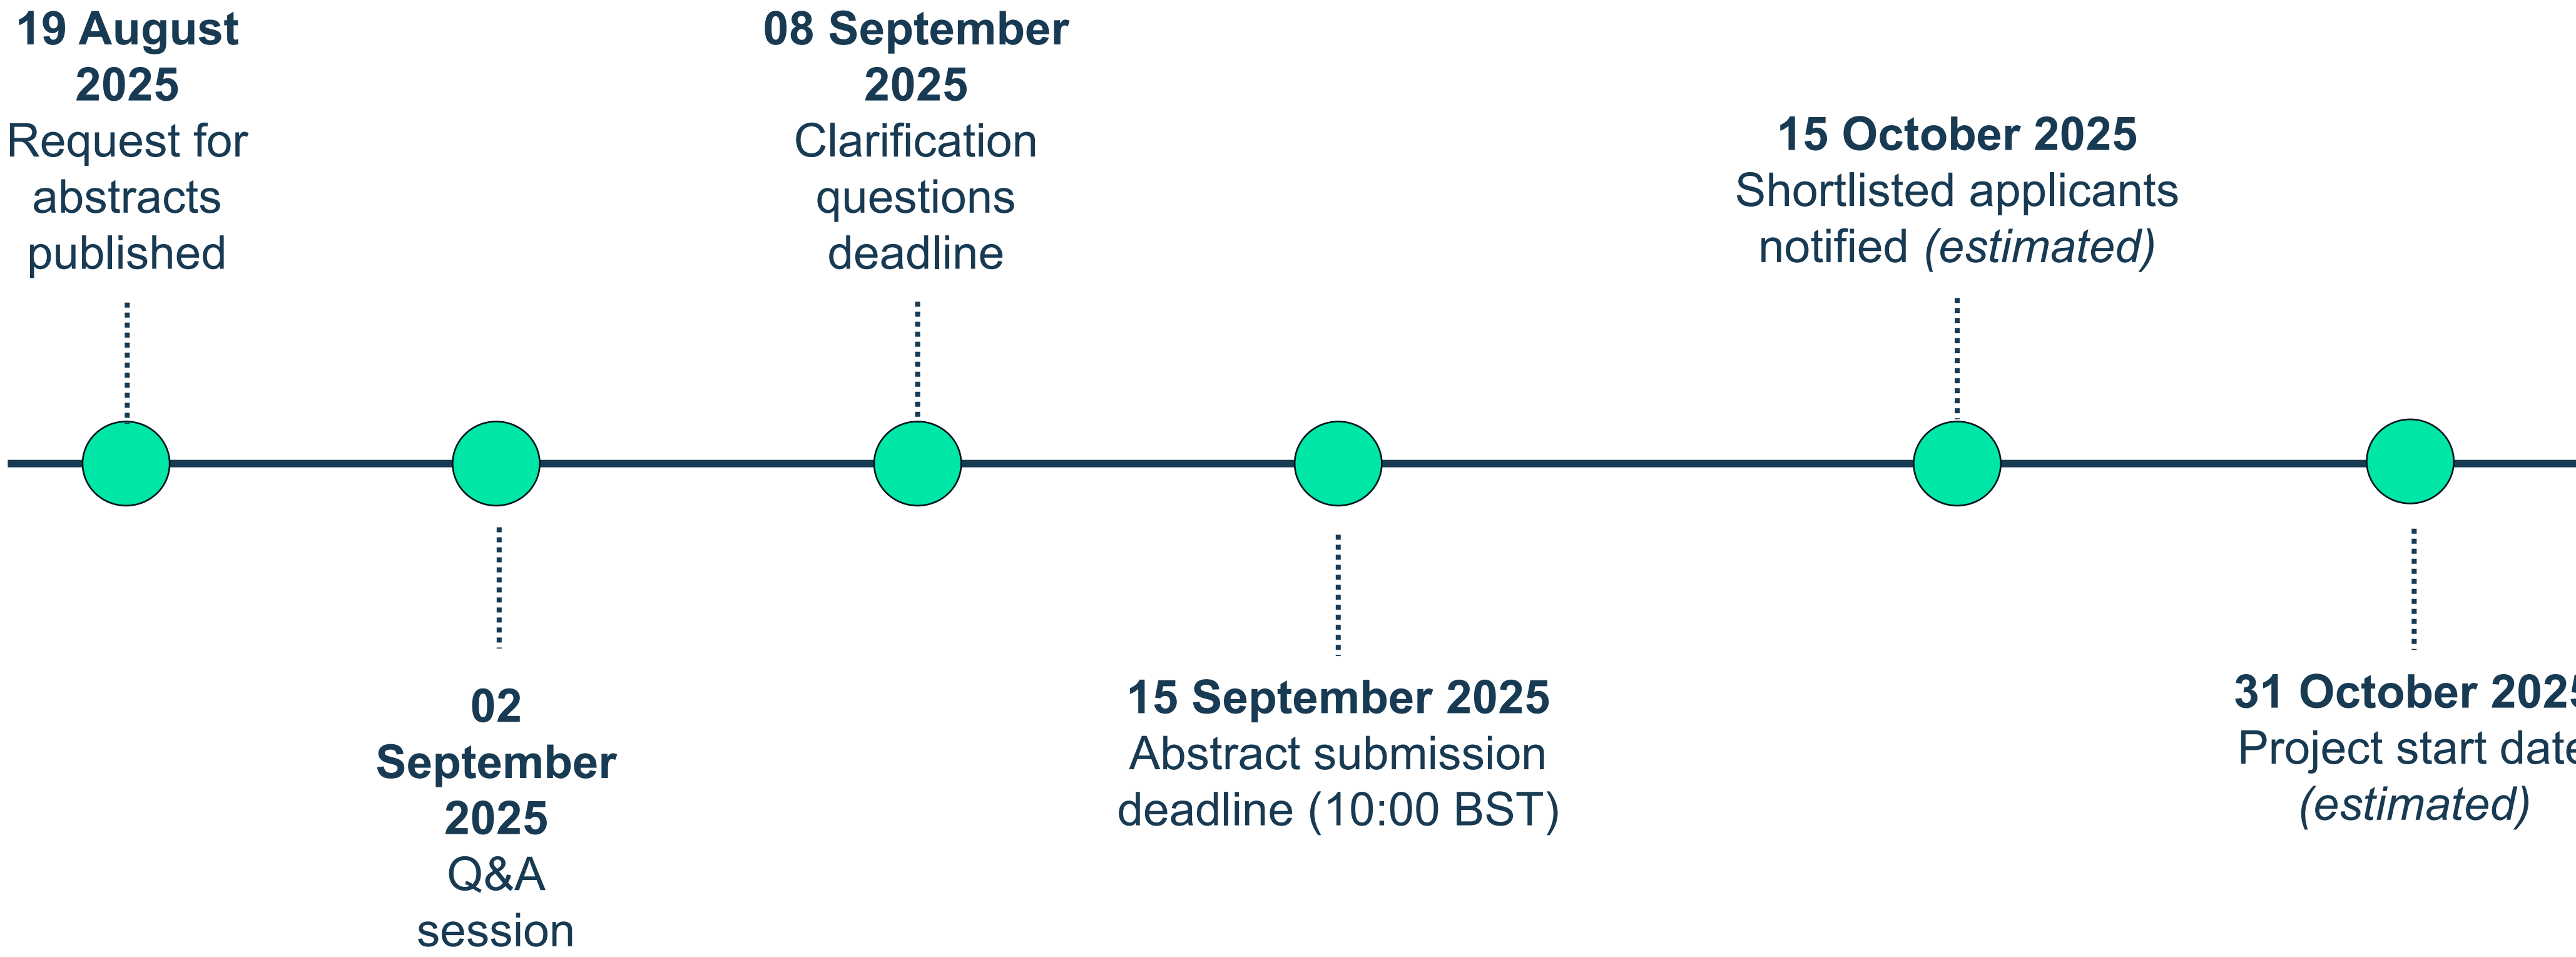 19 August
2025
Request for
abstracts
published
02
September
2025
Q&A
session
08 September
2025
Clarification
questions
deadline
15 September 2025
Abstract submission
deadline (10:00 BST)
15 October 2025
Shortlisted applicants
notified (estimated)
31 October 2025
Project start date
(estimated)